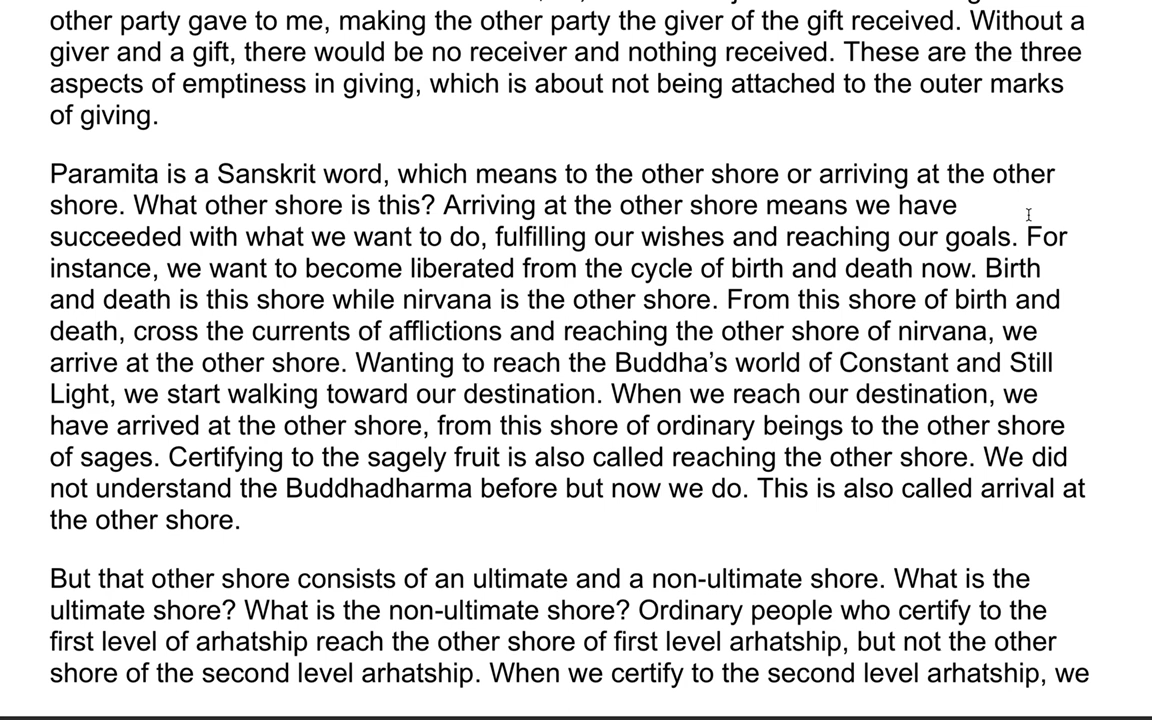 other party gave to me, making the other party the giver of the gift received. Without a
giver and a gift, there would be no receiver and nothing received. These are the three
aspects of emptiness in giving, which is about not being attached to the outer marks
of giving.
Paramita is a Sanskrit word, which means to the other shore or arriving at the other
shore. What other shore is this? Arriving at the other shore means we have
succeeded with what we want to do, fulfilling our wishes and reaching our goals. For
instance, we want to become liberated from the cycle of birth and death now. Birth
and death is this shore while nirvana is the other shore. From this shore of birth and
death, cross the currents of afflictions and reaching the other shore of nirvana, we
arrive at the other shore. Wanting to reach the Buddha’s world of Constant and Still
Light, we start walking toward our destination. When we reach our destination, we
have arrived at the other shore, from this shore of ordinary beings to the other shore
of sages. Certifying to the sagely fruit is also called reaching the other shore. We did
not understand the Buddhadharma before but now we do. This is also called arrival at
the other shore.
But that other shore consists of an ultimate and a non-ultimate shore. What is the
ultimate shore? What is the non-ultimate shore? Ordinary people who certify to the
first level of arhatship reach the other shore of first level arhatship, but not the other
shore of the second level arhatship. When we certify to the second level arhatship, we